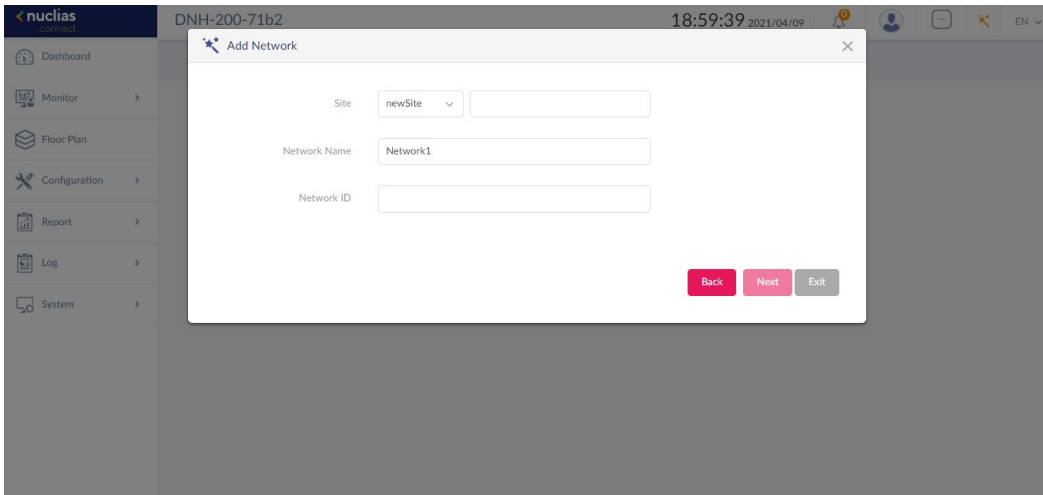 nuclias
connect
DNH-200-71b2
18:59:39 2021/04/09
0
EN
Dashboard
Monitor
Floor Plan
Configuration
Report
Log
System
Add Network
Site
newSite
Network Name
Network1
Network ID
Back
Next
Exit